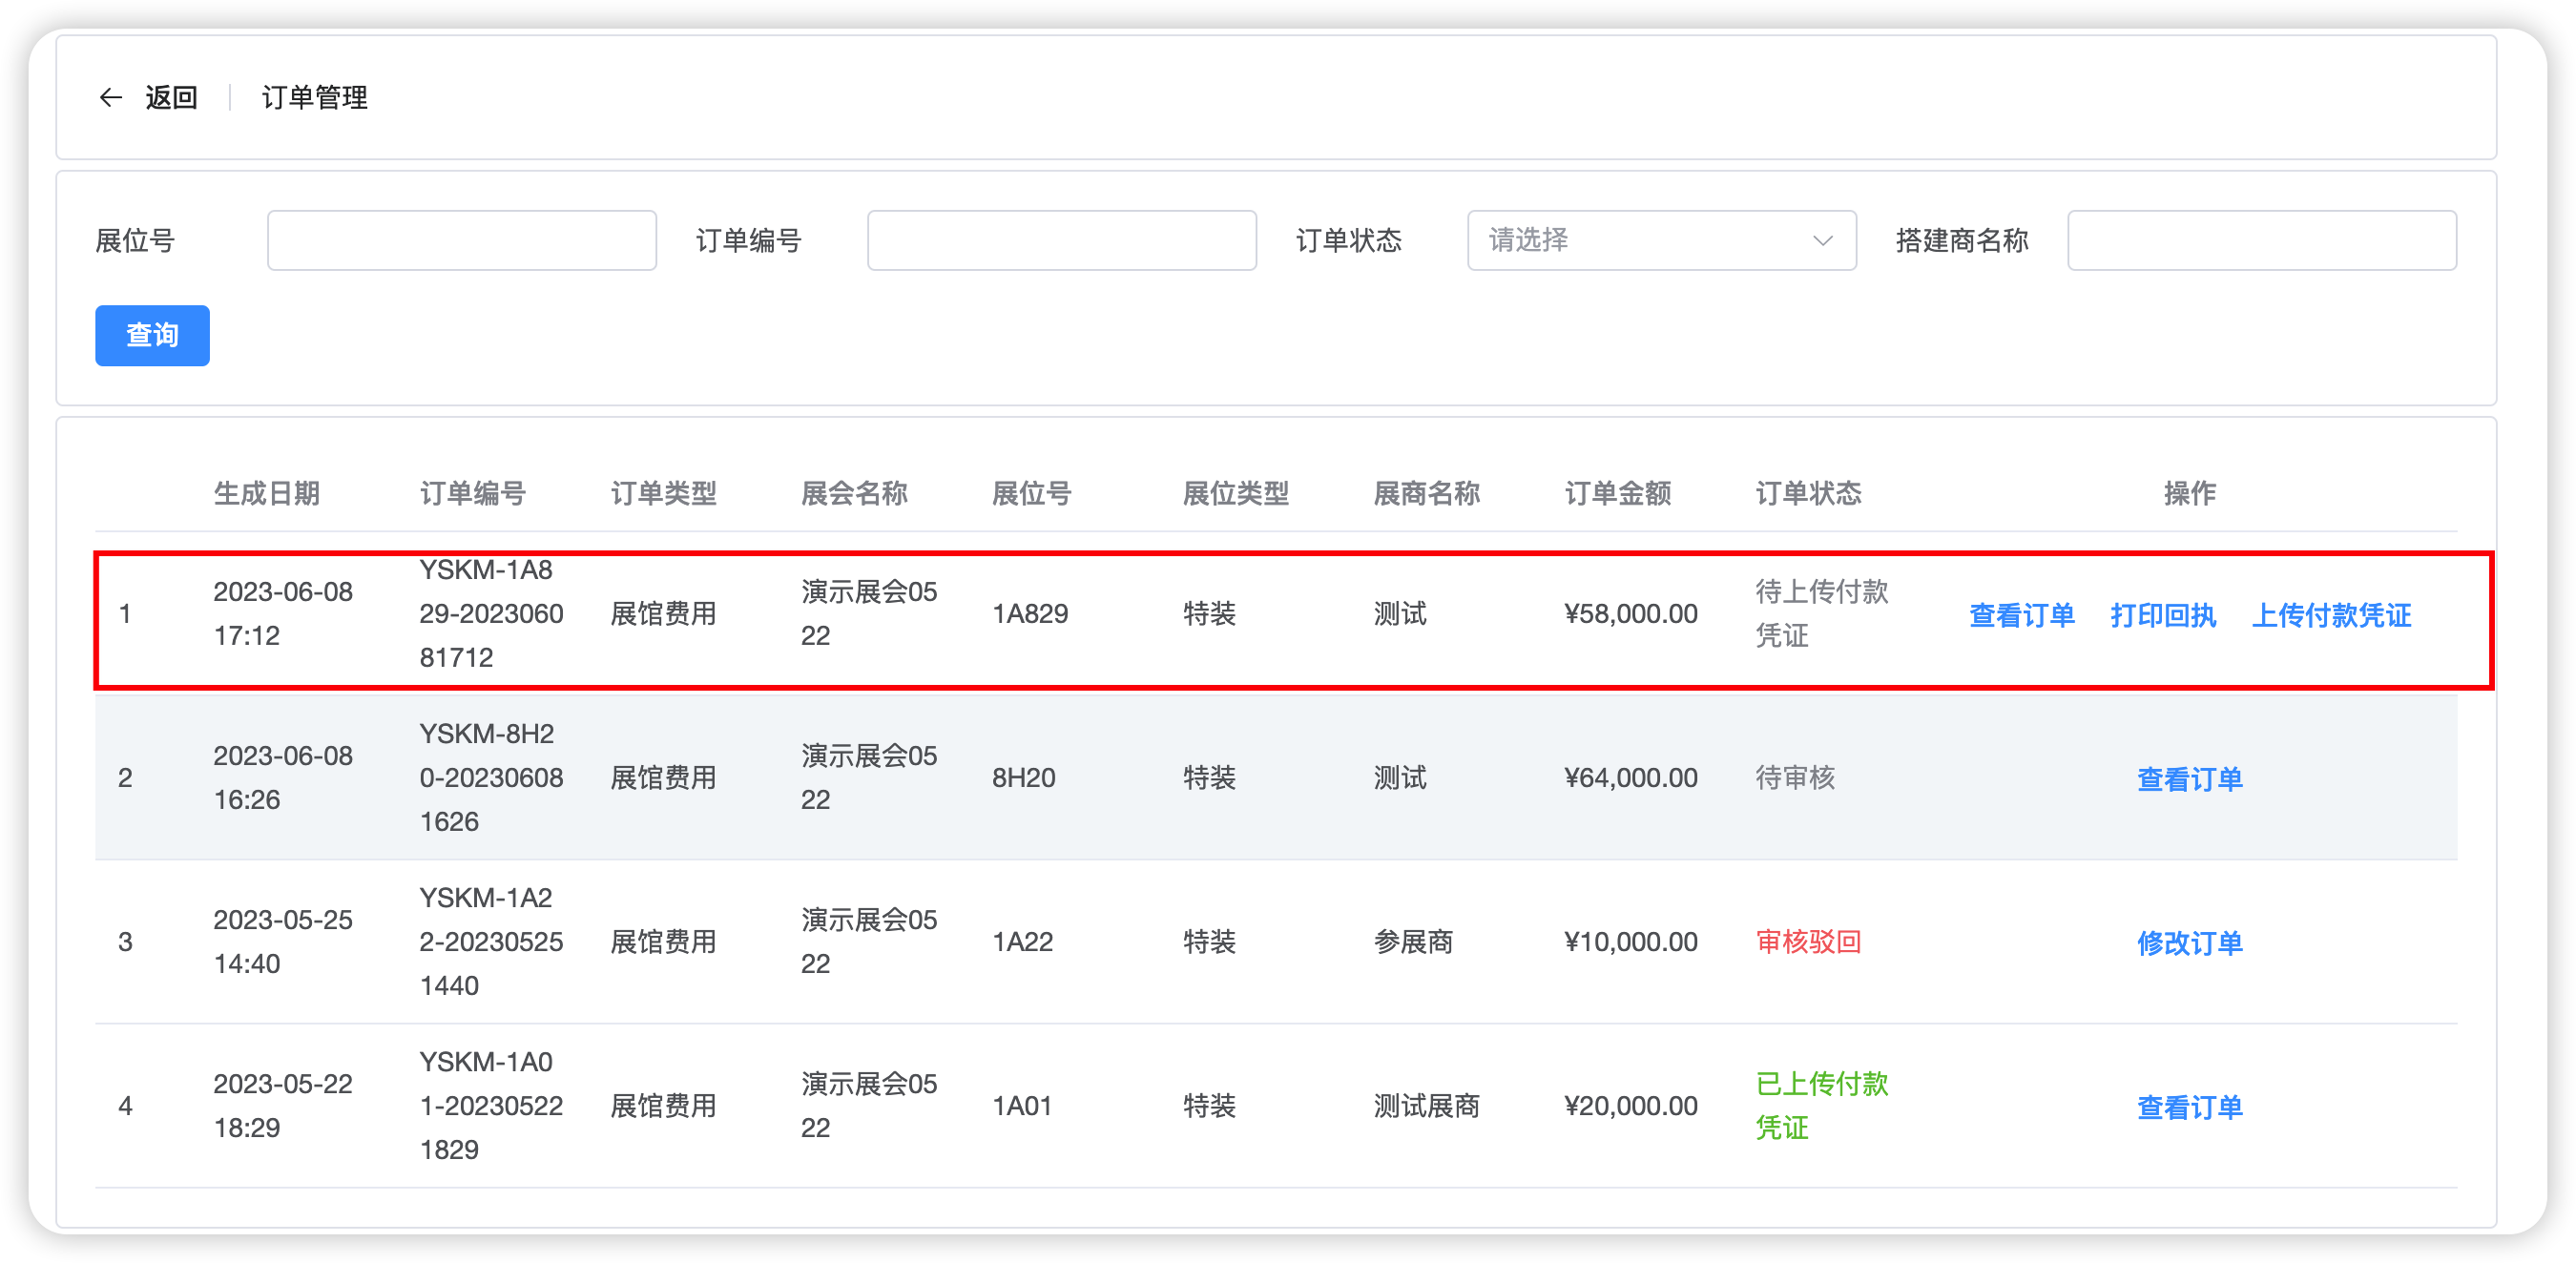 返回 订单管理
展位号 订单编号 订单状态 请选择 搭建商名称
查询
生成日期 订单编号 订单类型 展会名称 展位号 展位类型 展商名称 订单金额 订单状态 操作
1 2023-06-08 17:12 YSKM-1A829-202306081712 展馆费用 演示展会0522 1A829 特装 测试 ¥58,000.00 待上传付款凭证 查看订单 打印回执 上传付款凭证
2 2023-06-08 16:26 YSKM-8H20-202306081626 展馆费用 演示展会0522 8H20 特装 测试 ¥64,000.00 待审核 查看订单
3 2023-05-25 14:40 YSKM-1A22-202305251440 展馆费用 演示展会0522 1A22 特装 参展商 ¥10,000.00 审核驳回 修改订单
4 2023-05-22 18:29 YSKM-1A01-202305221829 展馆费用 演示展会0522 1A01 特装 测试展商 ¥20,000.00 已上传付款凭证 查看订单